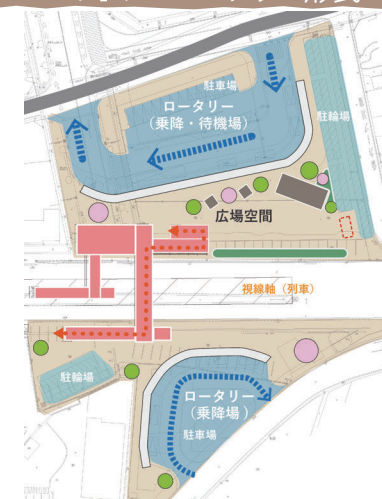 駐車場
ロータリー
（乗降・待機場）
駐輪場
広場空間
視線軸（列車）
駐輪場
ロータリー
（乗降場）
駐車場